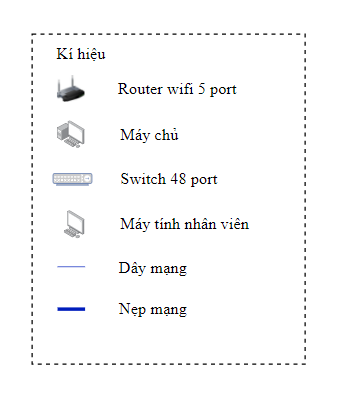 Kí hiệu
Router wifi 5 port
Máy chủ
Switch 48 port
Máy tính nhân viên
Dây mạng
Nẹp mạng